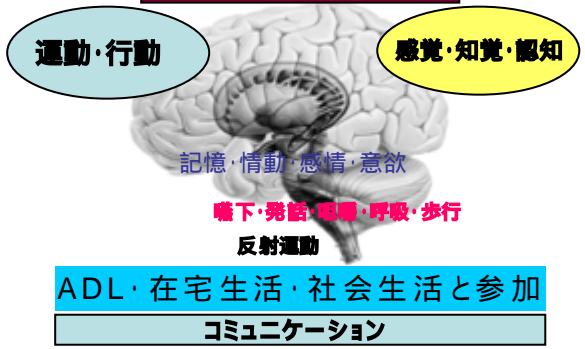 運動・行動
感覚・知覚・認知
記憶・情動・感情・意欲
嚥下・発話・咀嚼・呼吸・歩行
反射運動
ADL・在宅生活・社会生活と参加
コミュニケーション